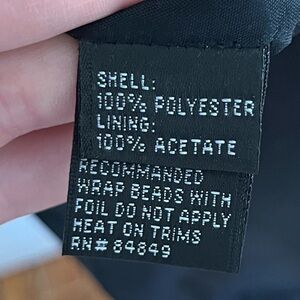 SHELL:
100% POLYESTER
LINING:
100% ACETATE
RECOMMANDED
WRAP BEADS WITH
FOIL DO NOT APPLY
HEAT ON TRIMS
RN# 84849